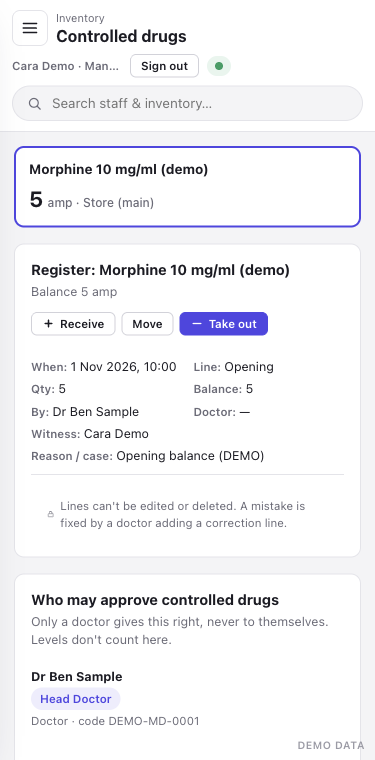 Inventory
Controlled drugs
Cara Demo · Man... Sign out
Search staff & inventory...
Morphine 10 mg/ml (demo)
5 amp · Store (main)
Register: Morphine 10 mg/ml (demo)
Balance 5 amp
+ Receive Move − Take out
When: 1 Nov 2026, 10:00 Line: Opening
Qty: 5 Balance: 5
By: Dr Ben Sample Doctor: —
Witness: Cara Demo
Reason / case: Opening balance (DEMO)
Lines can't be edited or deleted. A mistake is
fixed by a doctor adding a correction line.
Who may approve controlled drugs
Only a doctor gives this right, never to themselves.
Levels don't count here.
Dr Ben Sample
Head Doctor
Doctor · code DEMO-MD-0001
DEMO DATA